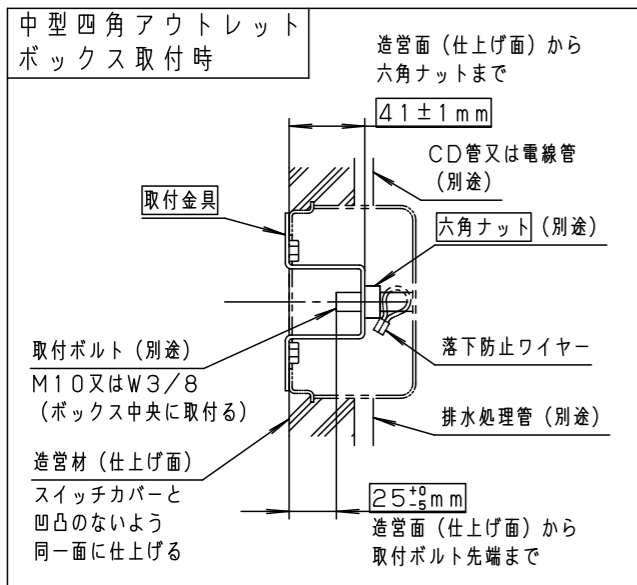 中型四角アウトレット
ボックス取付時
造営面（仕上げ面）から
六角ナットまで
41±1mm
CD管又は電線管
（別途）
取付金具
六角ナット（別途）
取付ボルト（別途）
M10又はW3/8
（ボックス中央に取付る）
落下防止ワイヤー
排水処理管（別途）
造営材（仕上げ面）
スイッチカバーと
凹凸のないよう
同一面に仕上げる
25+0-5mm
造営面（仕上げ面）から
取付ボルト先端まで